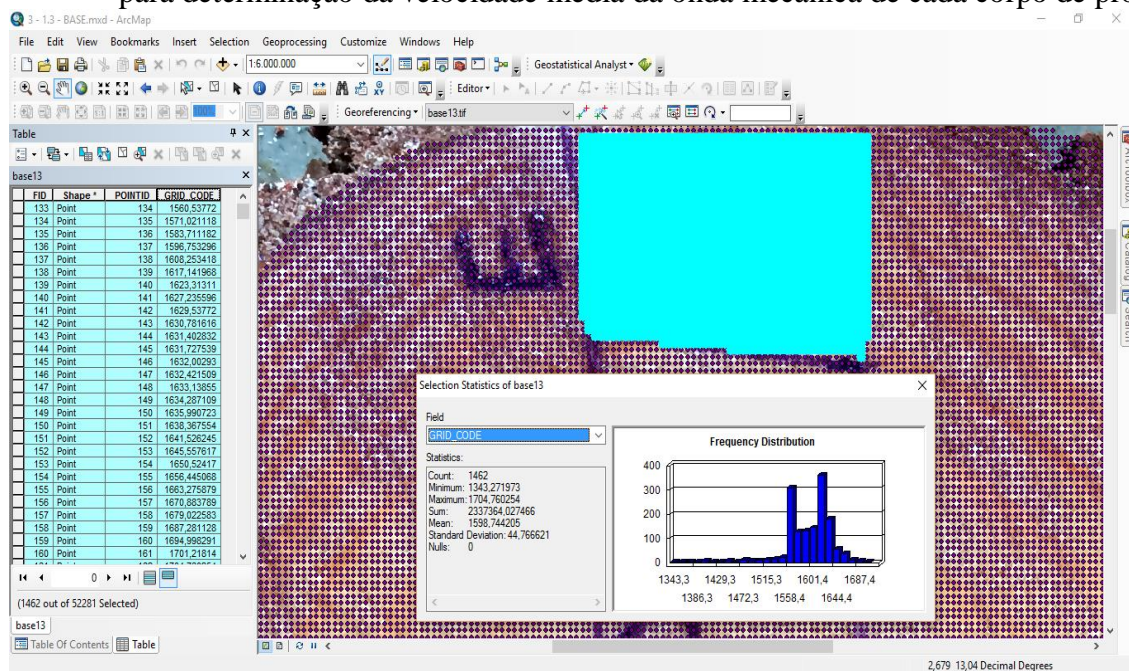 para determinação da velocidade média da onda mecânica de cada corpo de pro
3 - 1.3 - BASE.mxd - ArcMap
File Edit View Bookmarks Insert Selection Geoprocessing Customize Windows Help
1:6.000.000 Geostatistical Analyst
Editor
100% Georeferencing base13.tif
Table
base13
FID Shape * POINTID GRID_CODE
133 Point 134 1560,53772
134 Point 135 1571,021118
135 Point 136 1583,711182
136 Point 137 1596,753296
137 Point 138 1608,253418
138 Point 139 1617,141968
139 Point 140 1623,31311
140 Point 141 1627,235596
141 Point 142 1629,53772
142 Point 143 1630,781616
143 Point 144 1631,402832
144 Point 145 1631,727539
145 Point 146 1632,00293
146 Point 147 1632,421509
147 Point 148 1633,13855
148 Point 149 1634,287109
149 Point 150 1635,990723
150 Point 151 1638,367554
151 Point 152 1641,526245
152 Point 153 1645,557617
153 Point 154 1650,52417
154 Point 155 1656,445068
155 Point 156 1663,275879
156 Point 157 1670,883789
157 Point 158 1679,022583
158 Point 159 1687,281128
159 Point 160 1694,998291
160 Point 161 1701,21814
0
(1462 out of 52281 Selected)
base13
Table Of Contents Table
E
Selection Statistics of base13
Field
GRID_CODE
Statistics:
Count: 1462
Minimum: 1343,271973
Maximum: 1704,760254
Sum: 2337364,027466
Mean: 1598,744205
Standard Deviation: 44,766621
Nulls: 0
Frequency Distribution
400
300
200
100
0
1343,3 1429,3 1515,3 1601,4 1687,4
1386,3 1472,3 1558,4 1644,4
ArcToolbox
Catalog
Search
2,679 13,04 Decimal Degrees